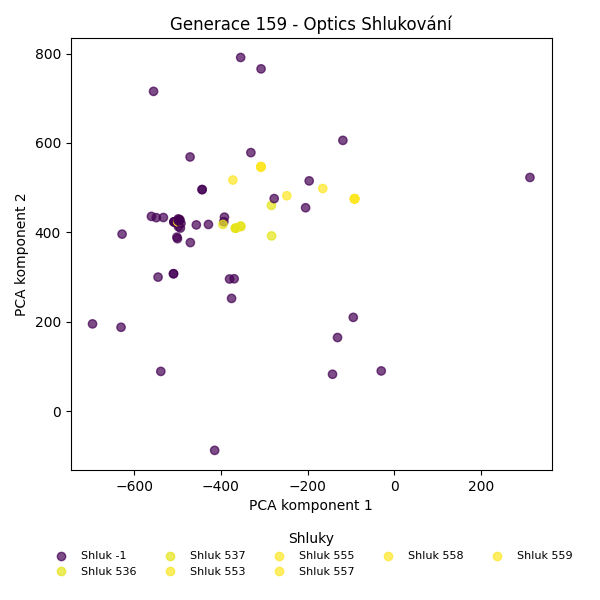 Generace 159 - Optics Shlukování
800
600
400
200
0
−600 −400 −200 0 200
PCA komponent 2
PCA komponent 1
Shluky
Shluk -1 Shluk 537 Shluk 555 Shluk 558 Shluk 559
Shluk 536 Shluk 553 Shluk 557